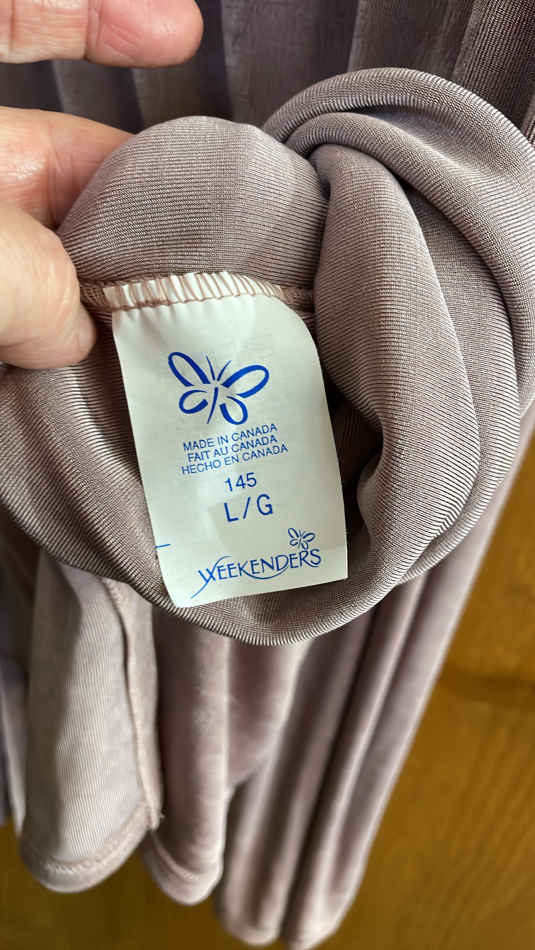 MADE IN CANADA
FAIT AU CANADA
HECHO EN CANADA
145
L/G
WEEKENDERS